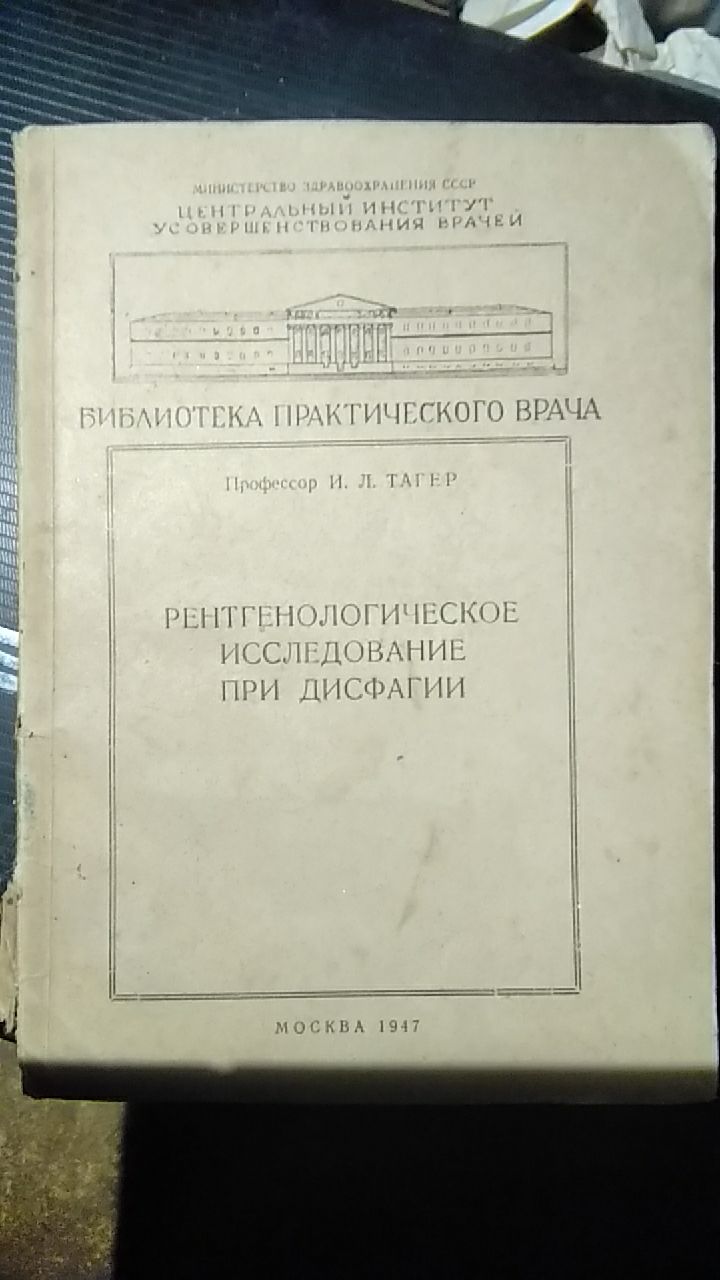 МИНИСТЕРСТВО ЗДРАВООХРАНЕНИЯ СССР
ЦЕНТРАЛЬНЫЙ ИНСТИТУТ
УСОВЕРШЕНСТВОВАНИЯ ВРАЧЕЙ
БИБЛИОТЕКА ПРАКТИЧЕСКОГО ВРАЧА
Профессор И. Л. ТАГЕР
РЕНТГЕНОЛОГИЧЕСКОЕ
ИССЛЕДОВАНИЕ
ПРИ ДИСФАГИИ
МОСКВА 1947